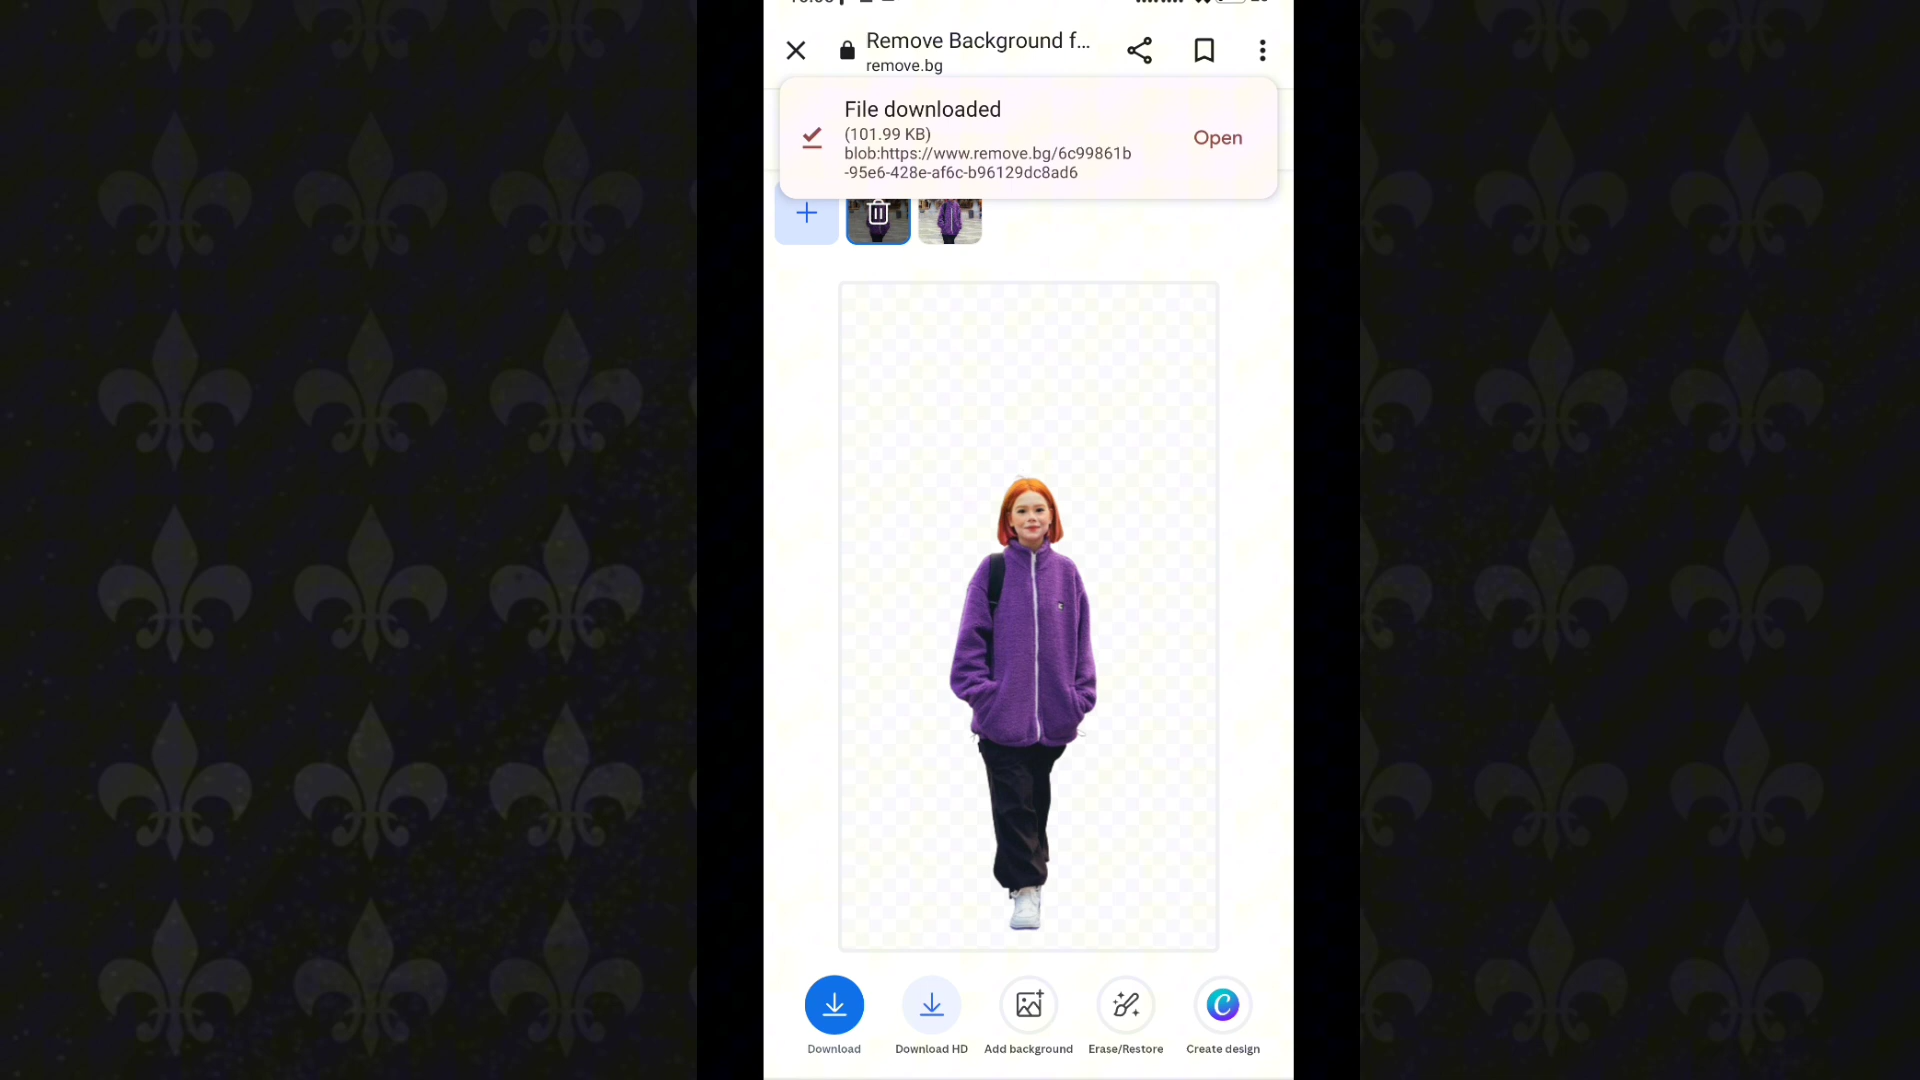 Remove Background f...
remove.bg
File downloaded
(101.99 KB)
blob:https://www.remove.bg/6c99861b
-95e6-428e-af6c-b96129dc8ad6
Open
Download
Download HD
Add background
Erase/Restore
Create design